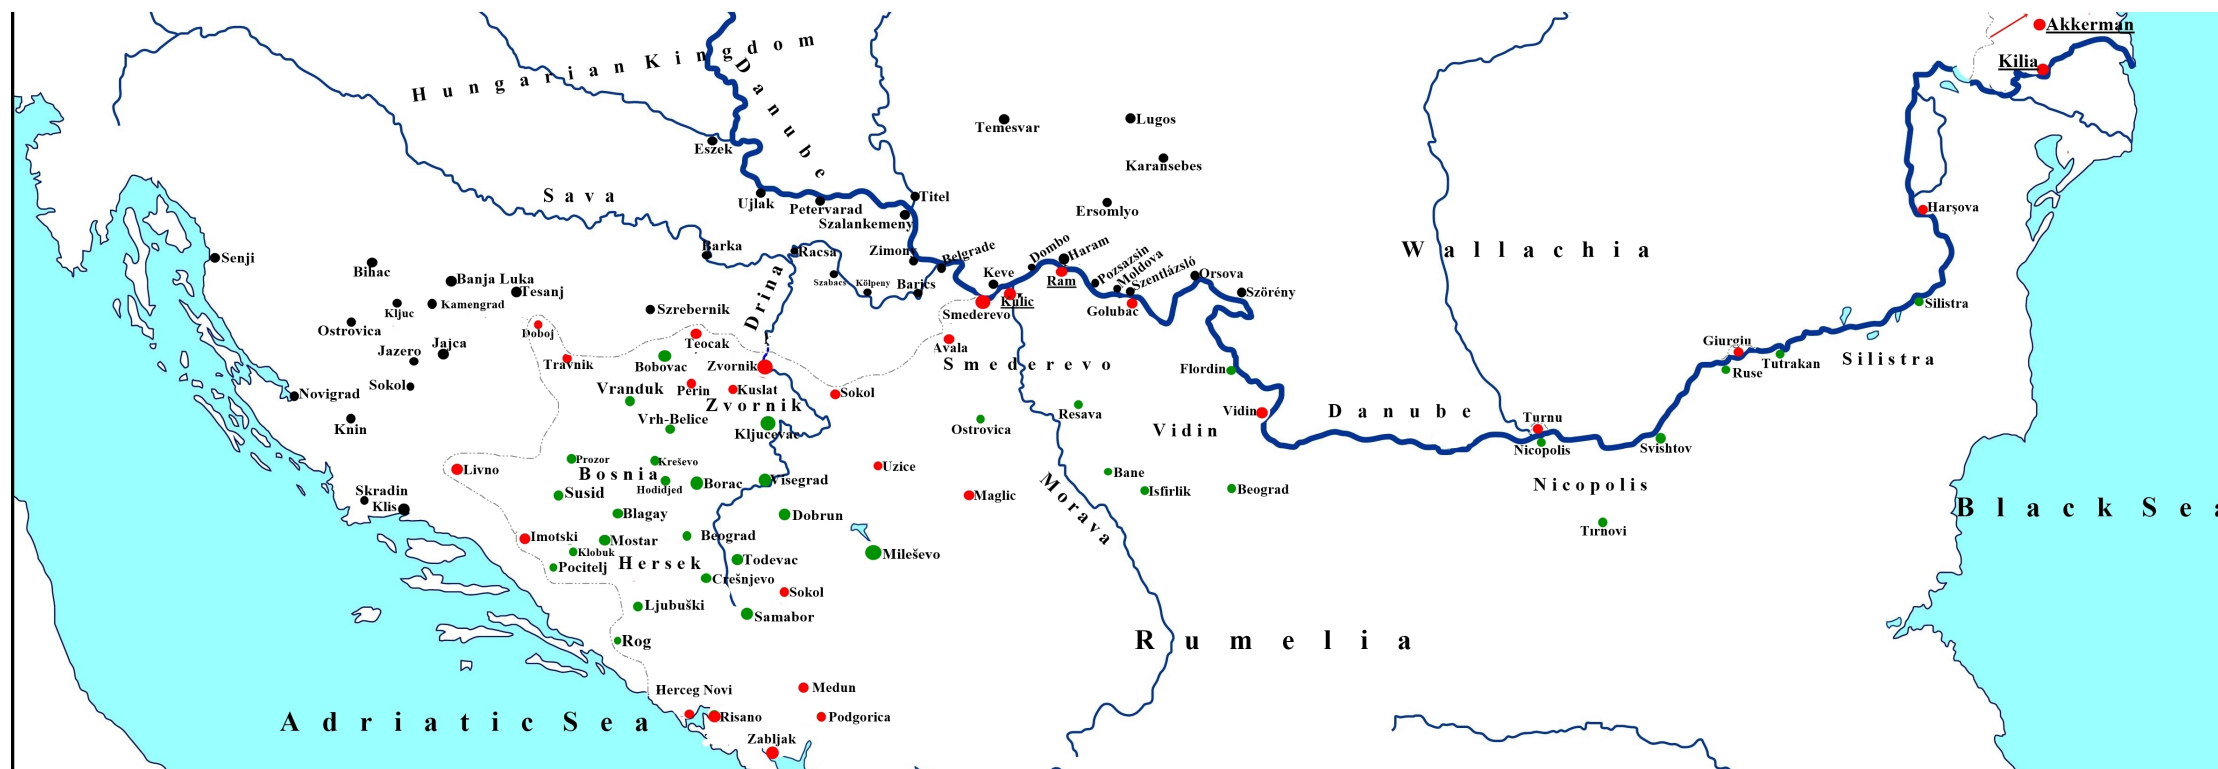 Akkerman
Kilia
Hungarian Kingdom
Danube
Temesvar
Lugos
Eszek
Karansebes
Sava
Ujlak
Petervarad
Titel
Szalankemeny
Ersomlyo
Harşova
Senji
Bihac
Barka
Racsa
Zimony
Belgrade
Dombo
Haram
Wallachia
Banja Luka
Tesanj
Kamengrad
Kljuc
Szabacs
Kölpeny
Barics
Keve
Kulic
Ram
Pozsazsin
Moldova
Szentlázsló
Orsova
Szörény
Drina
Szrebernik
Smederevo
Golubac
Silistra
Ostrovica
Doboj
Jajca
Jazero
Teocak
Avala
Giurgiu
Tutrakan
Silistra
Travnik
Bobovac
Zvornik
Smederevo
Flordin
Ruse
Sokol
Novigrad
Vranduk
Perin
Kuslat
Sokol
Zvornik
Knin
Vrh-Belice
Kljucevac
Ostrovica
Resava
Vidin
Vidin
Danube
Turnu
Nicopolis
Svishtov
Livno
Prozor
Kreševo
Bosnia
Hodidjed
Borac
Visegrad
Uzice
Bane
Isfirlik
Beograd
Nicopolis
Skradin
Klis
Susid
Maglic
Morava
Blagay
Dobrun
Tırnovi
Black Sea
Imotski
Mostar
Beograd
Klobuk
Pocitelj
Hersek
Todevac
Mileševo
Crešnjevo
Sokol
Ljubuški
Samabor
Rog
Rumelia
Herceg Novi
Medun
Risano
Podgorica
Adriatic Sea
Zabljak